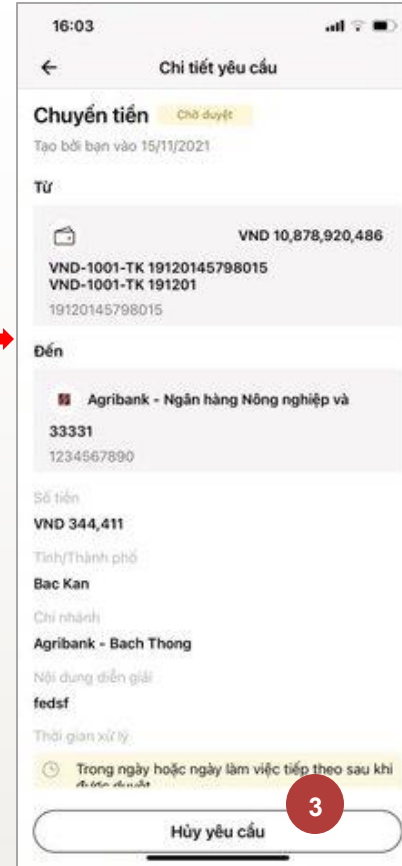 16:03
Chi tiết yêu cầu
Chuyển tiền Chờ duyệt
Tạo bởi bạn vào 15/11/2021
Từ
VND 10,878,920,486
VND-1001-TK 19120145798015
VND-1001-TK 191201
19120145798015
Đến
Agribank - Ngân hàng Nông nghiệp và
33331
1234567890
Số tiền
VND 344,411
Tỉnh/Thành phố
Bac Kan
Chi nhánh
Agribank - Bach Thong
Nội dung diễn giải
fedsf
Thời gian xử lý
Trong ngày hoặc ngày làm việc tiếp theo sau khi
được duyệt
3
Hủy yêu cầu